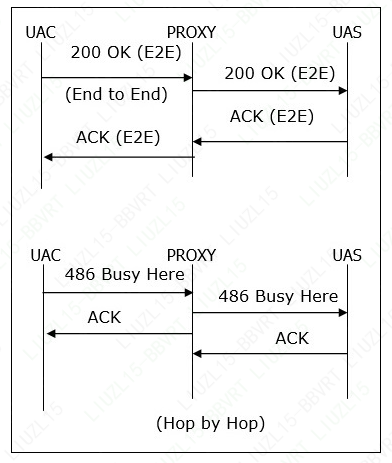 UAC PROXY UAS
200 OK (E2E)
200 OK (E2E)
(End to End)
ACK (E2E)
ACK (E2E)
UAC PROXY UAS
486 Busy Here
486 Busy Here
ACK
ACK
(Hop by Hop)